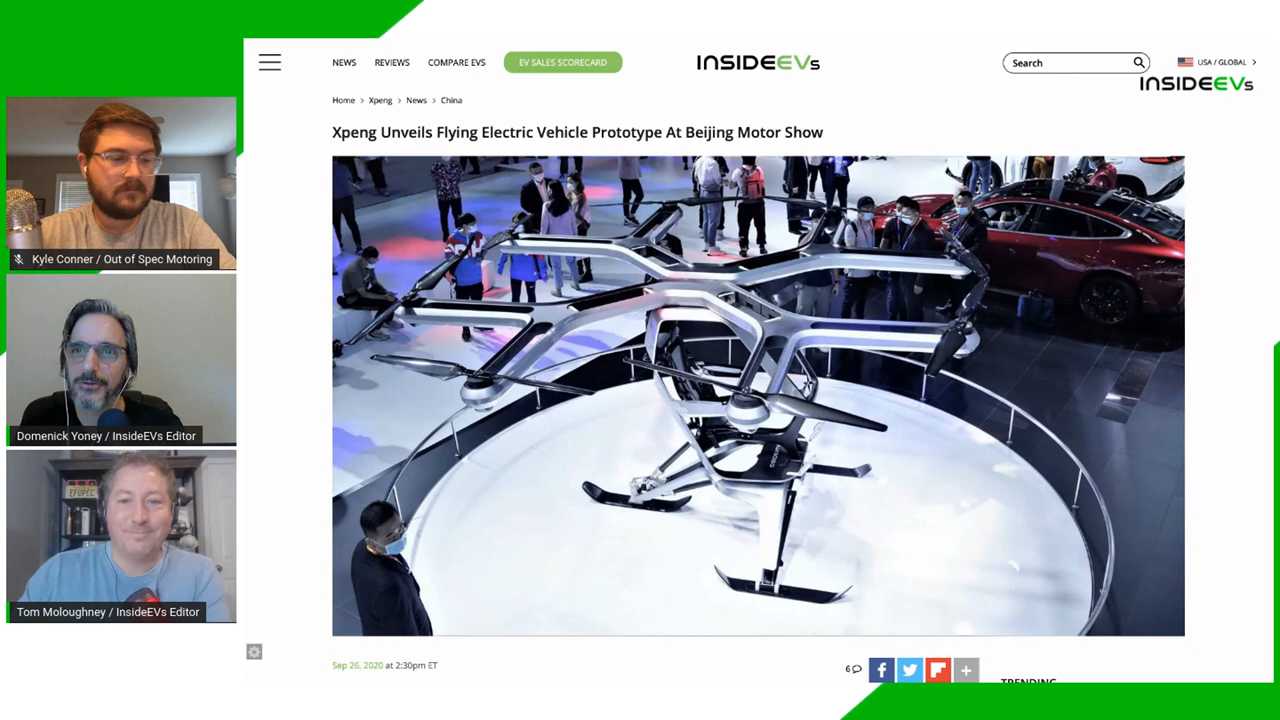 NEWS REVIEWS COMPARE EVS EV SALES SCORECARD INSIDEEVs Search USA / GLOBAL
INSIDEEVs
Home > Xpeng > News > China
Xpeng Unveils Flying Electric Vehicle Prototype At Beijing Motor Show
Kyle Conner / Out of Spec Motoring
Domenick Yoney / InsideEVs Editor
EFOPEC
Tom Moloughney / InsideEVs Editor
Sep 26, 2020 at 2:30pm ET
6
TRENDING